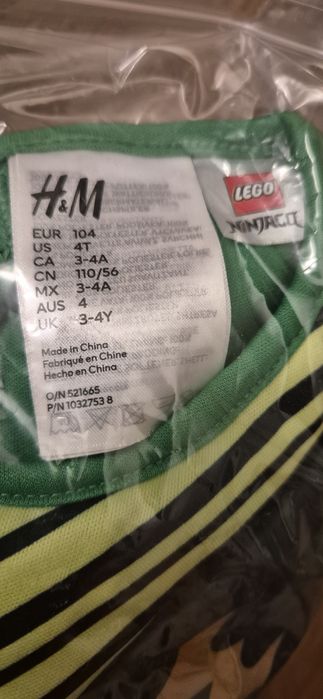 H&M
EUR 104
US 4T
CA 3-4A
CN 110/56
MX 3-4A
AUS 4
UK 3-4Y
Made in China
Fabriqué en Chine
Hecho en China
O/N 521665
P/N 1032753 8
LEGO
NINJAGO